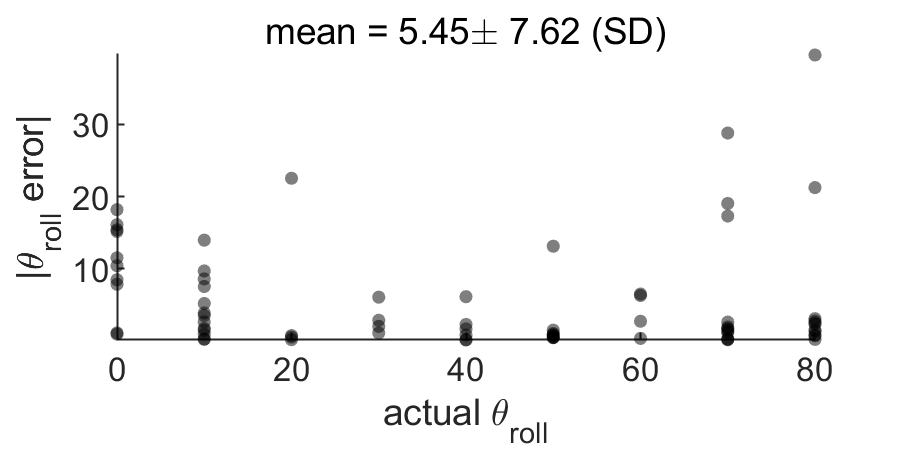 mean = 5.45± 7.62 (SD)
|θroll error|
30
20
10
0 20 40 60 80
actual θroll